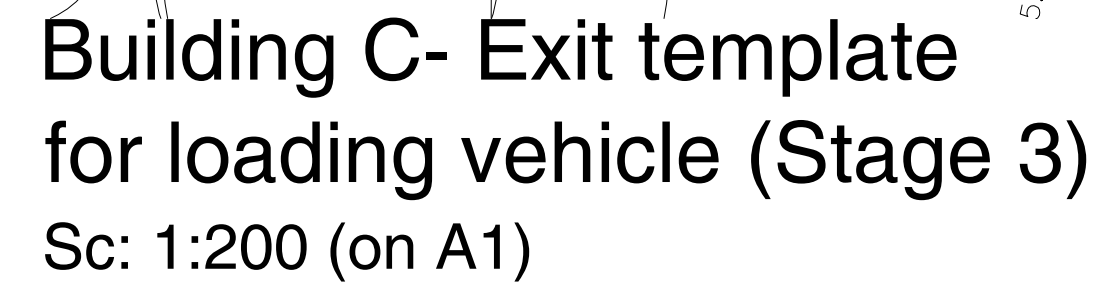 Building C- Exit template
for loading vehicle (Stage 3)
Sc: 1:200 (on A1)